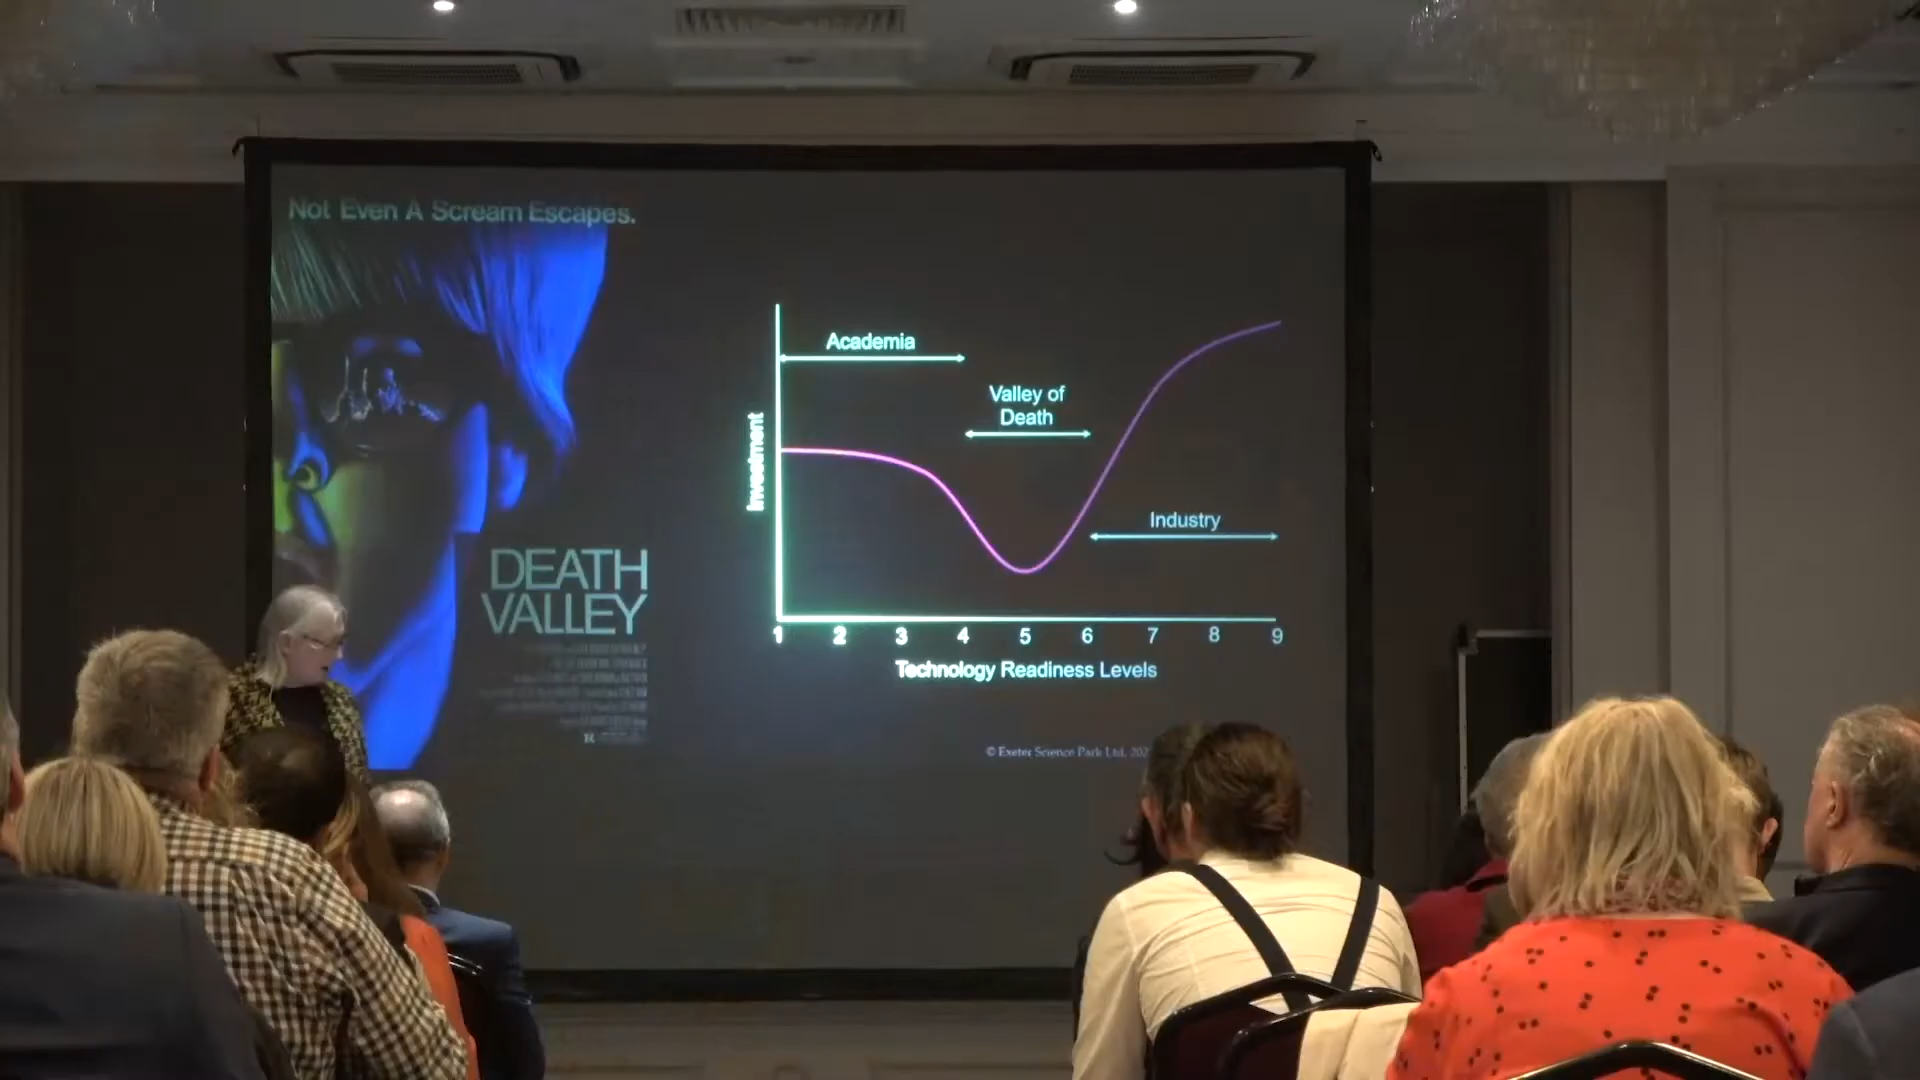 Not Even A Scream Escapes.
DEATH
VALLEY
R
Investment
Academia
Valley of
Death
Industry
1 2 3 4 5 6 7 8 9
Technology Readiness Levels
© Exeter Science Park Ltd,